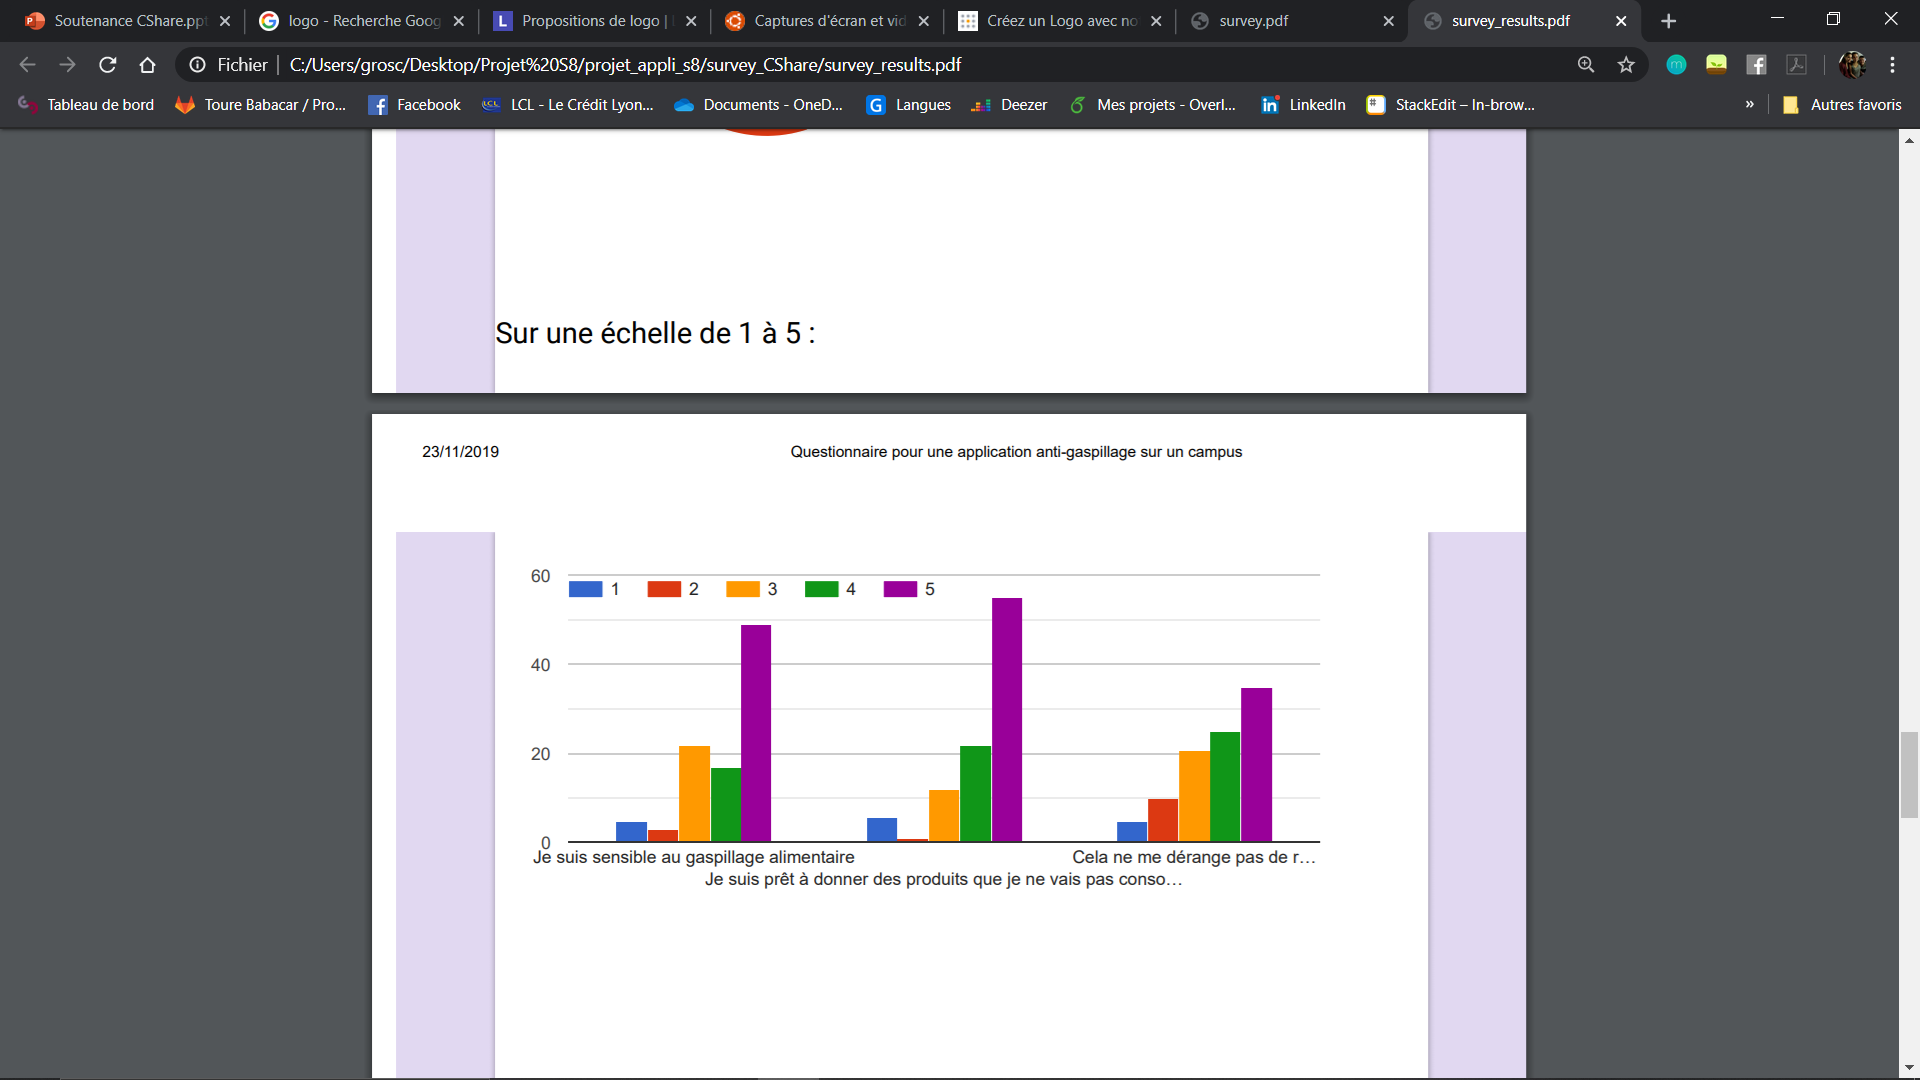 Soutenance CShare.ppt
logo - Recherche Goog
Propositions de logo |
Captures d'écran et vid
Créez un Logo avec no
survey.pdf
survey_results.pdf
Fichier
C:/Users/grosc/Desktop/Projet%20S8/projet_appli_s8/survey_CShare/survey_results.pdf
Tableau de bord
Toure Babacar / Pro...
Facebook
LCL - Le Crédit Lyon...
Documents - OneD...
Langues
Deezer
Mes projets - Overl...
LinkedIn
StackEdit – In-brow...
»
Autres favoris
Sur une échelle de 1 à 5 :
23/11/2019
Questionnaire pour une application anti-gaspillage sur un campus
60
1 2 3 4 5
40
20
0
Je suis sensible au gaspillage alimentaire
Cela ne me dérange pas de r…
Je suis prêt à donner des produits que je ne vais pas conso…